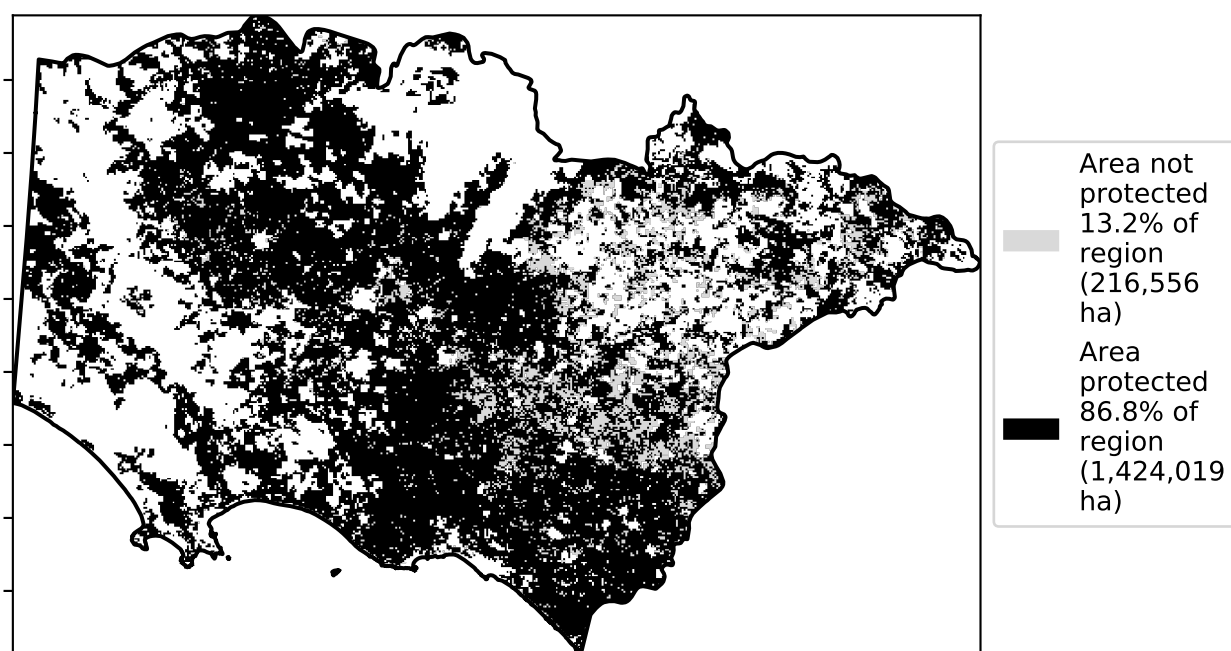 Area not
protected
13.2% of
region
(216,556
ha)
Area
protected
86.8% of
region
(1,424,019
ha)